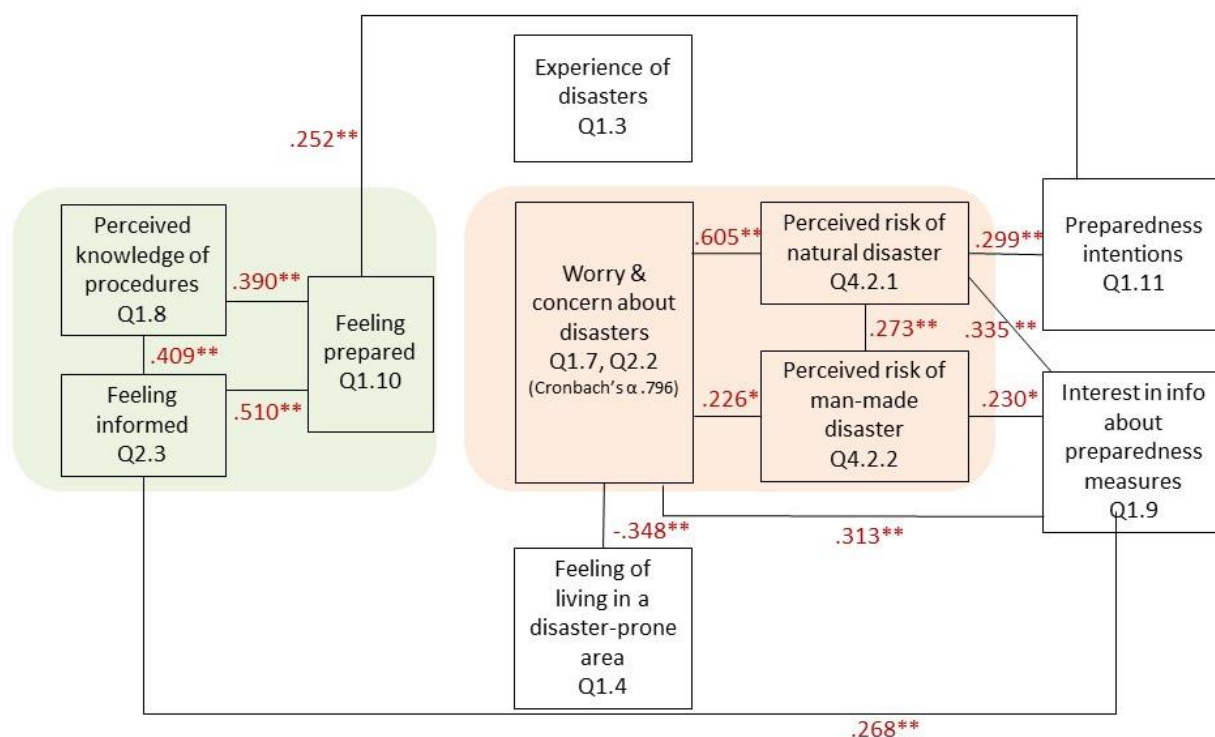 Experience of
disasters
Q1.3
.252**
Perceived
knowledge of
procedures
Q1.8
.390**
.409**
Feeling
informed
Q2.3
.510**
Feeling
prepared
Q1.10
Worry &
concern about
disasters
Q1.7, Q2.2
(Cronbach's α .796)
.605**
Perceived risk of
natural disaster
Q4.2.1
.299**
.273**
.335**
.226*
Perceived risk of
man-made
disaster
Q4.2.2
.230*
Preparedness
intentions
Q1.11
Interest in info
about
preparedness
measures
Q1.9
-.348**
.313**
Feeling of
living in a
disaster-prone
area
Q1.4
.268**